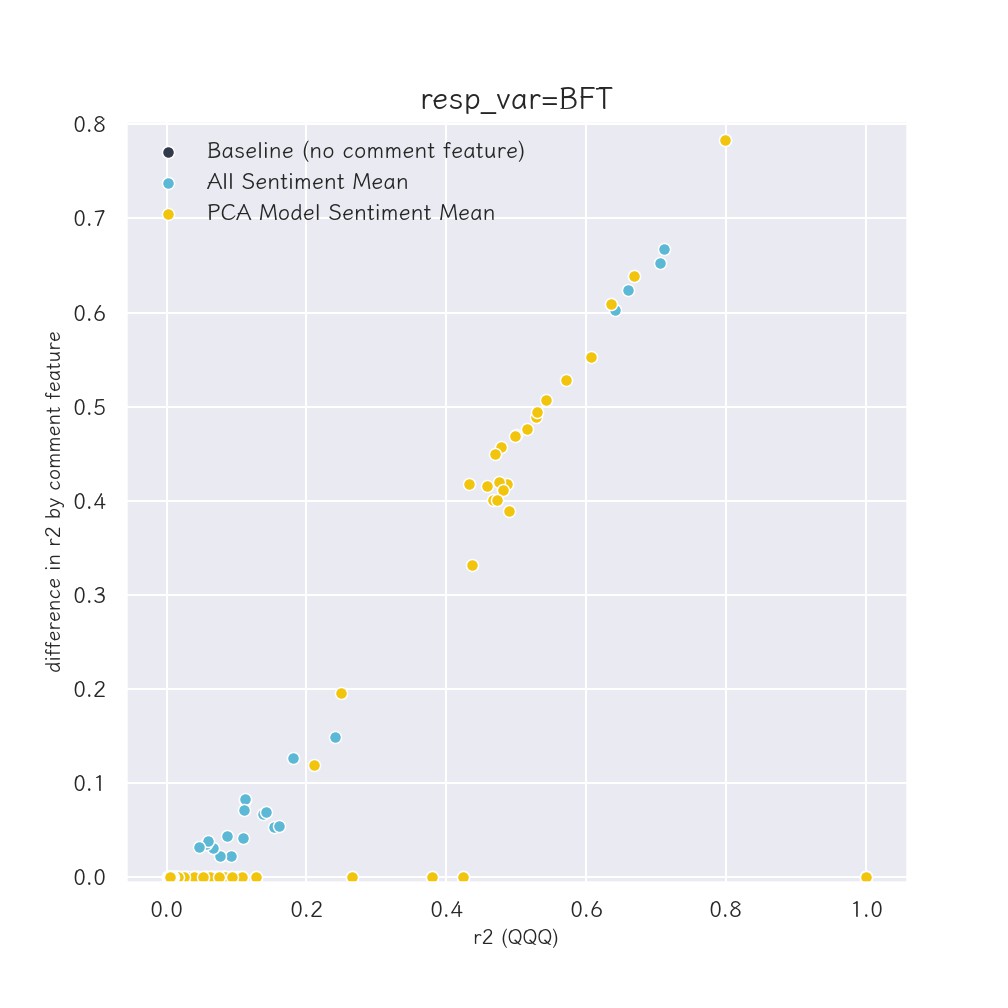 resp_var=BFT
0.8
0.7
0.6
0.5
0.4
0.3
0.2
0.1
0.0
Baseline (no comment feature)
All Sentiment Mean
PCA Model Sentiment Mean
difference in r2 by comment feature
0.0 0.2 0.4 0.6 0.8 1.0
r2 (QQQ)